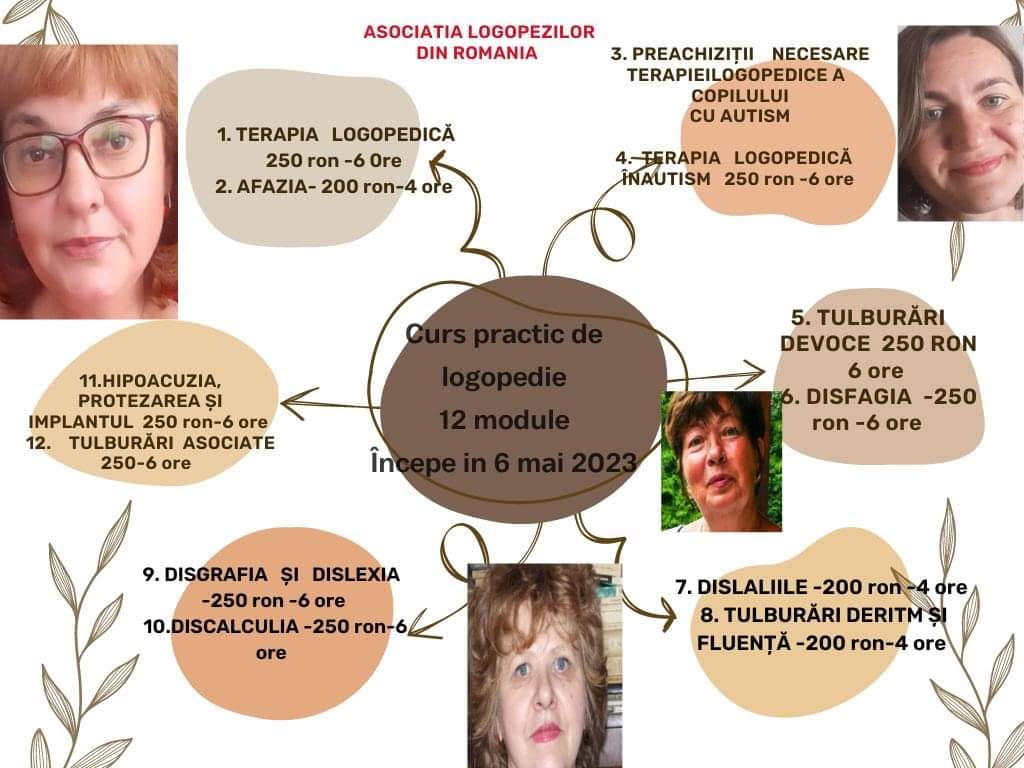 ASOCIATIA LOGOPEZILOR
DIN ROMANIA
1. TERAPIA LOGOPEDICĂ
250 ron -6 0re
2. AFAZIA- 200 ron-4 ore
3. PREACHIZIȚII NECESARE
TERAPIEILOGOPEDICE A
COPILULUI
CU AUTISM
4. TERAPIA LOGOPEDICĂ
ÎNAUTISM 250 ron -6 ore
Curs practic de
logopedie
12 module
Începe in 6 mai 2023
5. TULBURĂRI
DEVOCE 250 RON
6 ore
6. DISFAGIA -250
ron -6 ore
11.HIPOACUZIA,
PROTEZAREA ȘI
IMPLANTUL 250 ron-6 ore
12. TULBURĂRI ASOCIATE
250-6 ore
9. DISGRAFIA ȘI DISLEXIA
-250 ron -6 ore
10.DISCALCULIA -250 ron-6
ore
7. DISLALIILE -200 ron -4 ore
8. TULBURĂRI DERITM ȘI
FLUENȚĂ -200 ron-4 ore